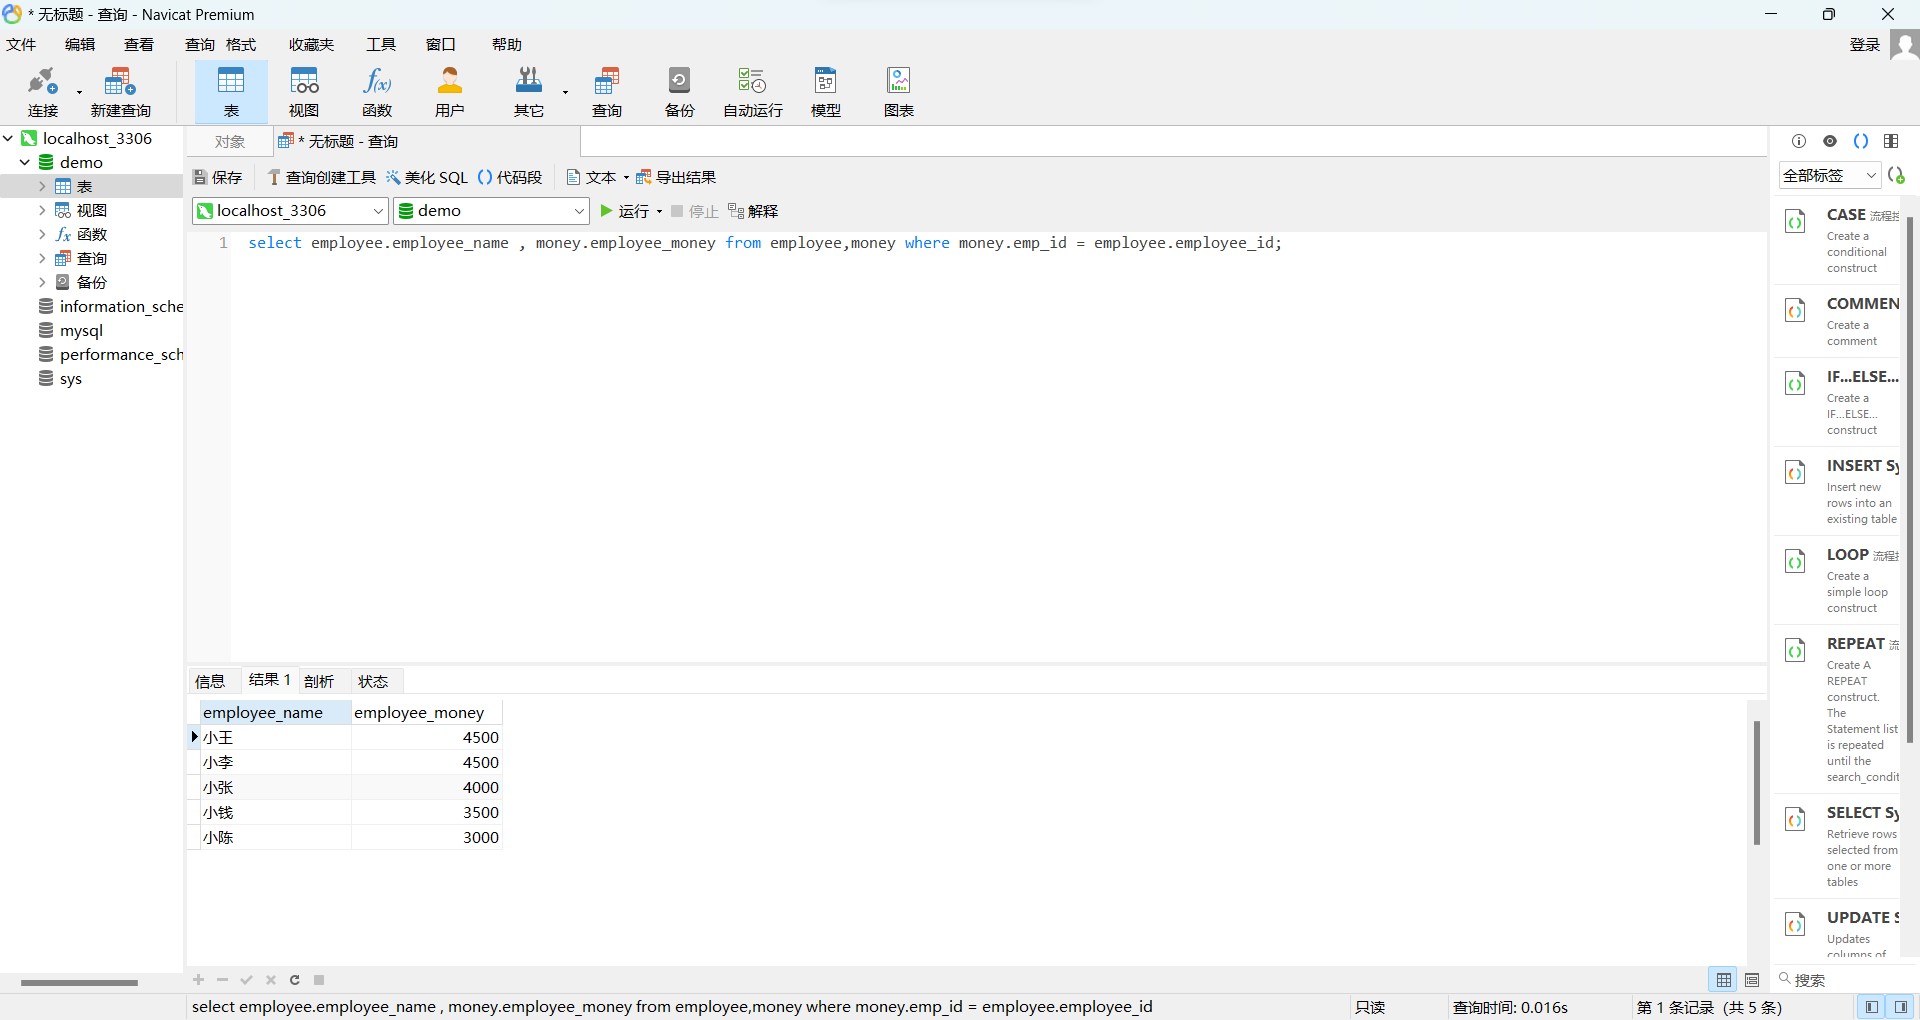 * 无标题 - 查询 - Navicat Premium
文件 编辑 查看 查询 格式 收藏夹 工具 窗口 帮助 登录
连接 新建查询 表 视图 函数 用户 其它 查询 备份 自动运行 模型 图表
localhost_3306
demo
表
视图
函数
查询
备份
information_sche
mysql
performance_sch
sys
对象 * 无标题 - 查询
保存 查询创建工具 美化 SQL 代码段 文本 导出结果
localhost_3306 demo 运行 停止 解释
1 select employee.employee_name , money.employee_money from employee,money where money.emp_id = employee.employee_id;
信息 结果 1 剖析 状态
employee_name employee_money
小王 4500
小李 4500
小张 4000
小钱 3500
小陈 3000
全部标签
CASE 流程控
Create a
conditional
construct
COMMEN
Create a
comment
IF...ELSE...
Create a
IF...ELSE...
construct
INSERT Sy
Insert new
rows into an
existing table
LOOP 流程控
Create a
simple loop
construct
REPEAT 流
Create A
REPEAT
construct.
The
Statement list
is repeated
until the
search_condit
SELECT Sy
Retrieve rows
selected from
one or more
tables
UPDATE S
Updates
columns of
搜索
select employee.employee_name , money.employee_money from employee,money where money.emp_id = employee.employee_id 只读 查询时间: 0.016s 第 1 条记录 (共 5 条)